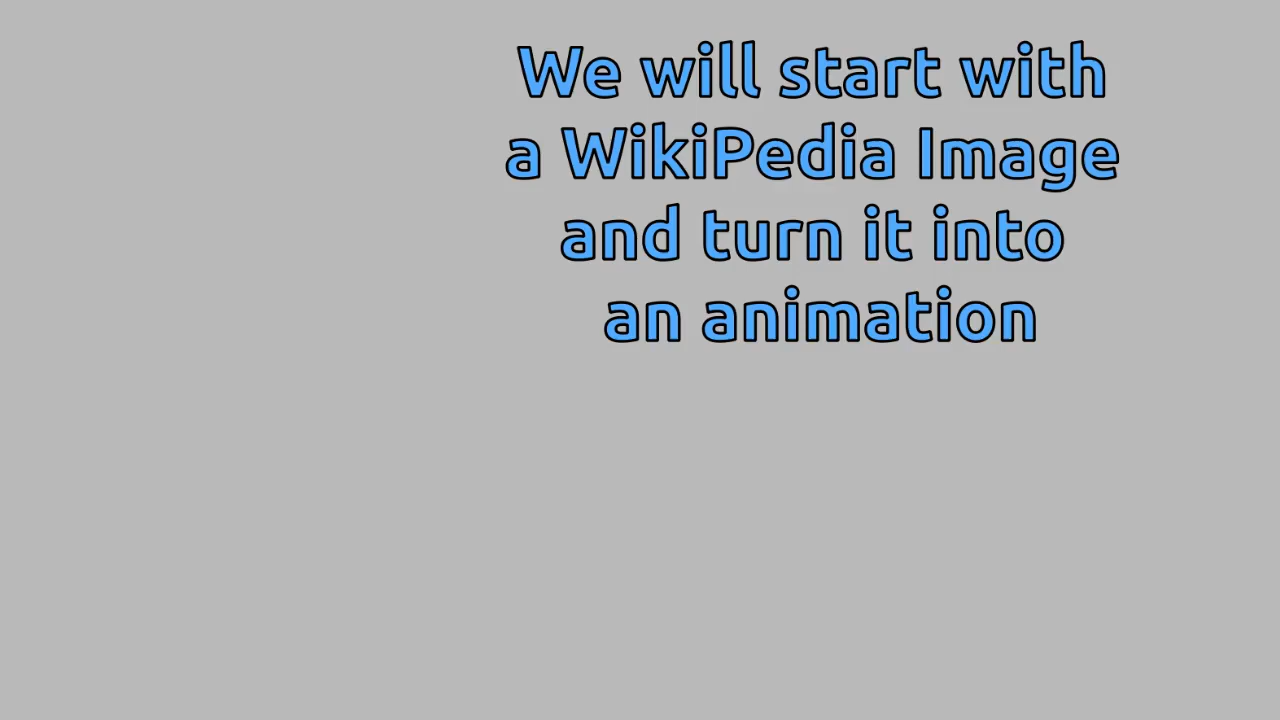 We will start with
a WikiPedia Image
and turn it into
an animation